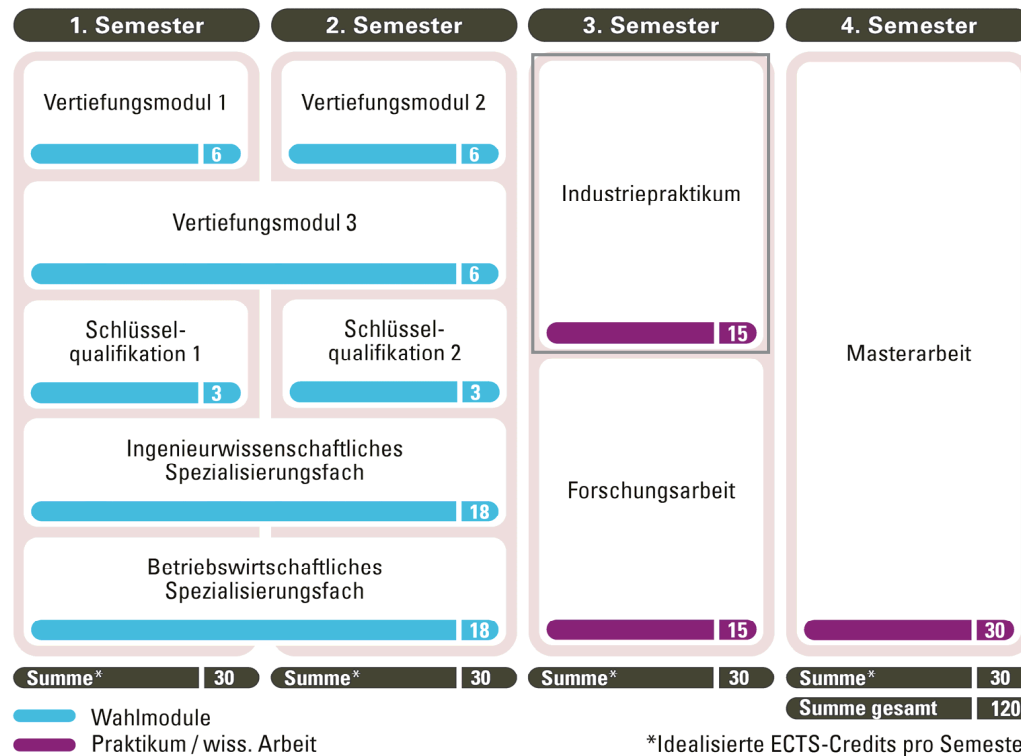 1. Semester
2. Semester
3. Semester
4. Semester
Vertiefungsmodul 1
6
Vertiefungsmodul 2
6
Vertiefungsmodul 3
6
Schlüssel-
qualifikation 1
3
Schlüssel-
qualifikation 2
3
Ingenieurwissenschaftliches
Spezialisierungsfach
18
Betriebswirtschaftliches
Spezialisierungsfach
18
Industriepraktikum
15
Forschungsarbeit
15
Masterarbeit
30
Summe* 30
Summe* 30
Summe* 30
Summe* 30
Summe gesamt 120
Wahlmodule
Praktikum / wiss. Arbeit
*Idealisierte ECTS-Credits pro Semeste